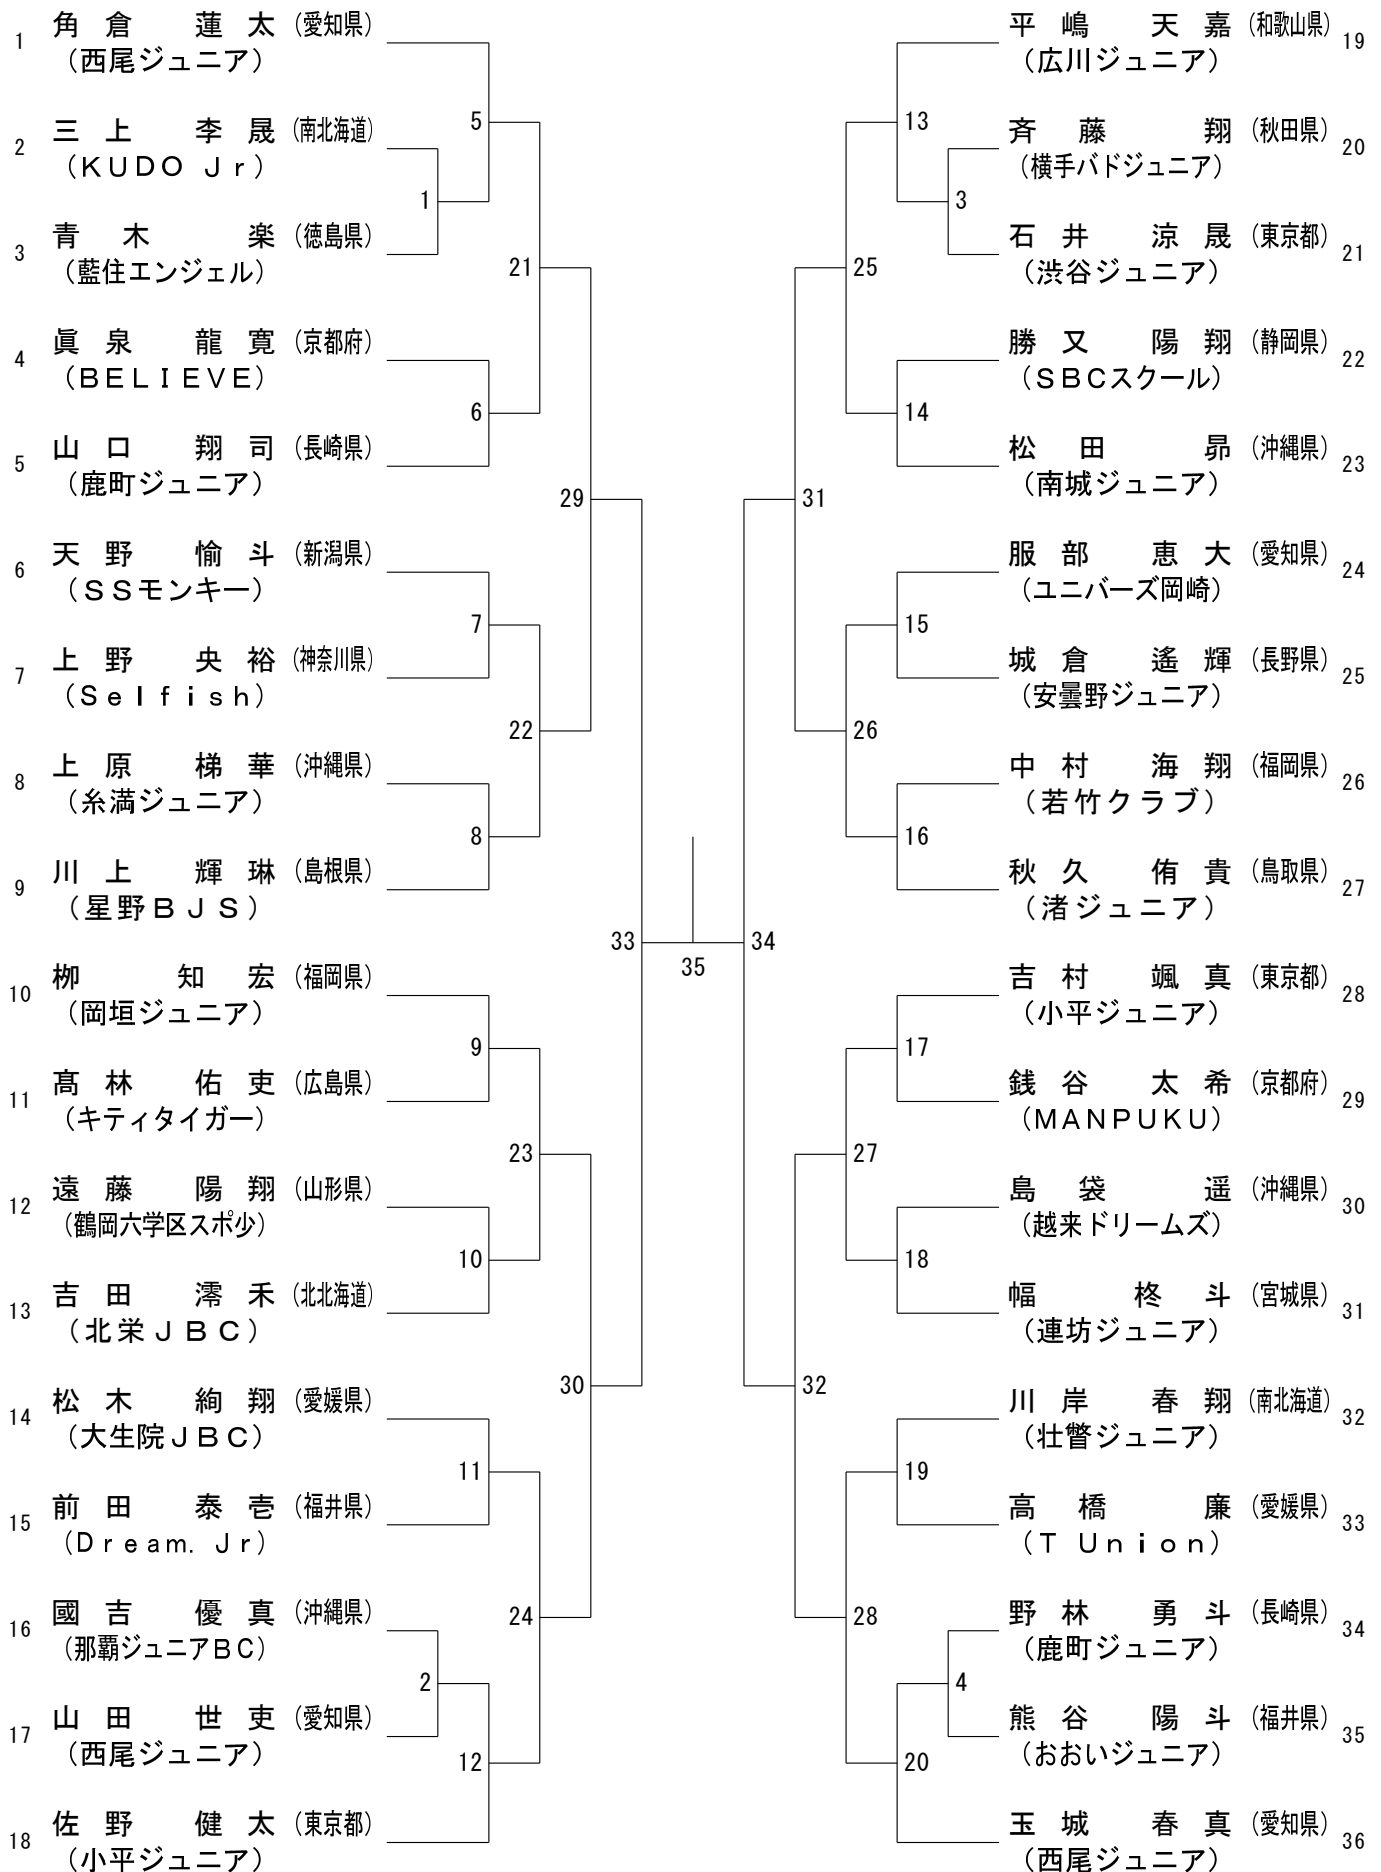 1 角倉 蓮太 (愛知県)
(西尾ジュニア)
2 三上 李晟 (南北海道)
(KUDO Jr)
3 青木 楽 (徳島県)
(藍住エンジェル)
4 眞泉 龍寛 (京都府)
(BELIEVE)
5 山口 翔司 (長崎県)
(鹿町ジュニア)
6 天野 愉斗 (新潟県)
(SSモンキー)
7 上野 央裕 (神奈川県)
(Selfish)
8 上原 梯華 (沖縄県)
(糸満ジュニア)
9 川上 輝琳 (島根県)
(星野BJS)
10 栁 知宏 (福岡県)
(岡垣ジュニア)
11 髙林 佑吏 (広島県)
(キティタイガー)
12 遠藤 陽翔 (山形県)
(鶴岡六学区スポ少)
13 吉田 澪禾 (北北海道)
(北栄JBC)
14 松木 絢翔 (愛媛県)
(大生院JBC)
15 前田 泰壱 (福井県)
(Dream. Jr)
16 國吉 優真 (沖縄県)
(那覇ジュニアBC)
17 山田 世吏 (愛知県)
(西尾ジュニア)
18 佐野 健太 (東京都)
(小平ジュニア)
5
1
21
6
29
7
22
8
33
9
23
10
30
11
24
2
12
35
34
13
3
25
14
31
15
26
16
17
27
18
32
19
28
4
20
平嶋 天嘉 (和歌山県) 19
(広川ジュニア)
斉藤 翔 (秋田県) 20
(横手バドジュニア)
石井 涼晟 (東京都) 21
(渋谷ジュニア)
勝又 陽翔 (静岡県) 22
(SBCスクール)
松田 昴 (沖縄県) 23
(南城ジュニア)
服部 恵大 (愛知県) 24
(ユニバーズ岡崎)
城倉 遙輝 (長野県) 25
(安曇野ジュニア)
中村 海翔 (福岡県) 26
(若竹クラブ)
秋久 侑貴 (鳥取県) 27
(渚ジュニア)
吉村 颯真 (東京都) 28
(小平ジュニア)
銭谷 太希 (京都府) 29
(MANPUKU)
島袋 遥 (沖縄県) 30
(越来ドリームズ)
幅 柊斗 (宮城県) 31
(連坊ジュニア)
川岸 春翔 (南北海道) 32
(壮瞥ジュニア)
高橋 廉 (愛媛県) 33
(T Union)
野林 勇斗 (長崎県) 34
(鹿町ジュニア)
熊谷 陽斗 (福井県) 35
(おおいジュニア)
玉城 春真 (愛知県) 36
(西尾ジュニア)